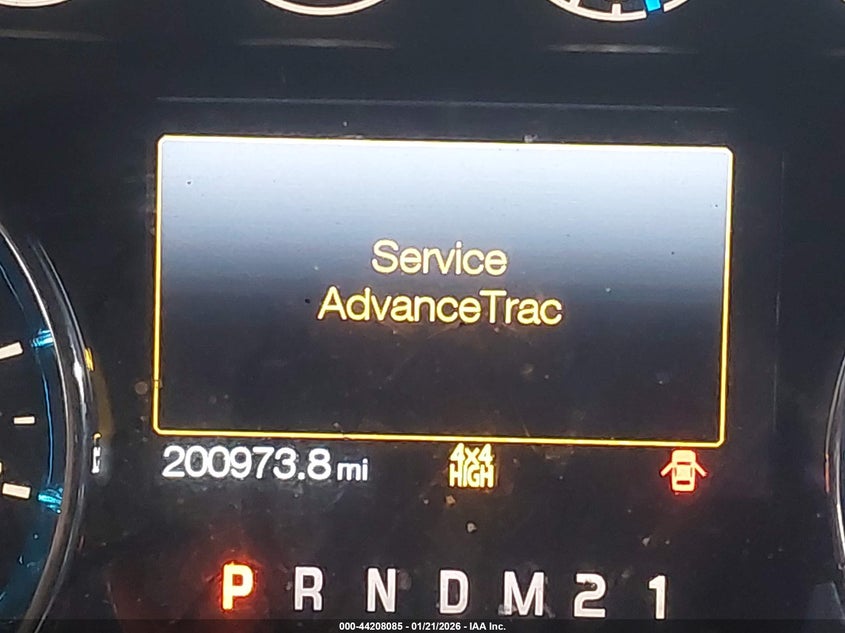 Service
AdvanceTrac
200973.8 mi
4x4
HIGH
P R N D M 2 1
000-44208085 - 01/21/2026 - IAA Inc.